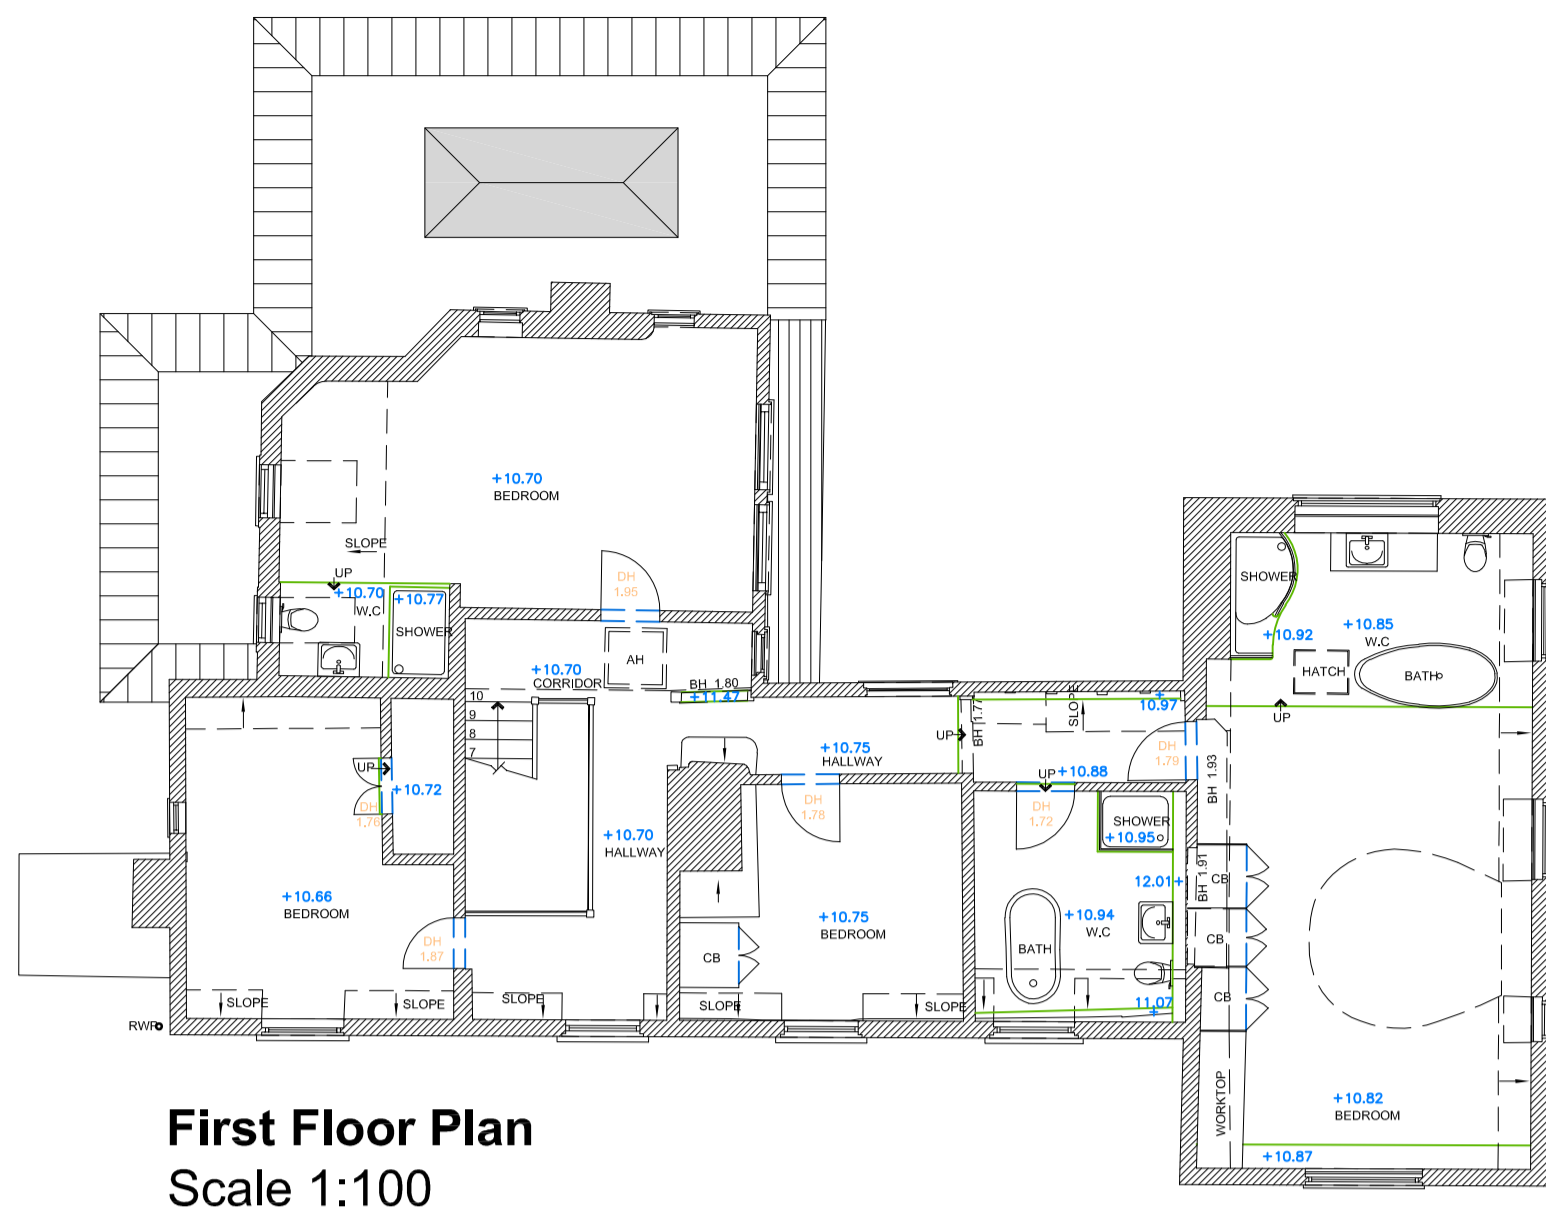 +10.70
BEDROOM
SLOPE
UP
+10.70
W.C
+10.77
SHOWER
DH
1.95
+10.70
CORRIDOR
AH
BH 1.80
+11.47
10
9
8
7
UP
DH
1.76
+10.72
+10.66
BEDROOM
DH
1.87
SLOPE
SLOPE
RWP
+10.70
HALLWAY
SLOPE
+10.75
HALLWAY
UP
BH 1.77
SLOPE
+
10.97
DH
1.79
UP
+10.88
DH
1.78
+10.75
BEDROOM
CB
SLOPE
SLOPE
DH
1.72
SHOWER
+10.95
12.01+
+10.94
W.C
BATH
11.07
+
SHOWER
+10.92
+10.85
W.C
HATCH
BATH
UP
BH 1.93
BH 1.91
CB
CB
CB
WORKTOP
+10.82
BEDROOM
+10.87
First Floor Plan
Scale 1:100